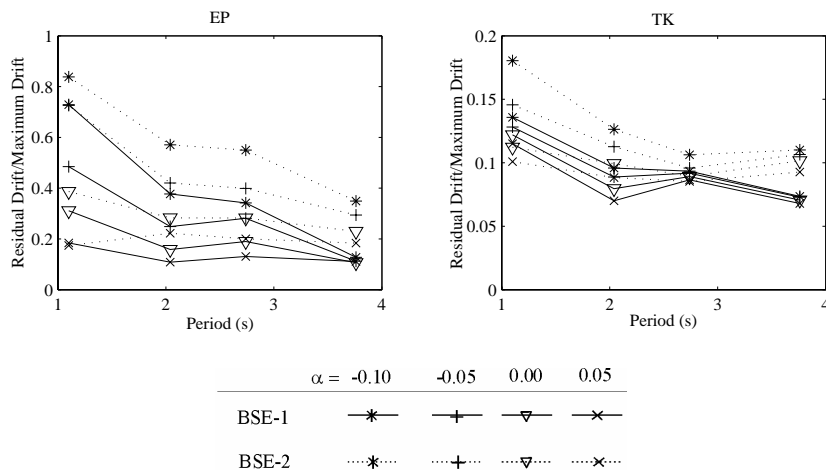 EP
Residual Drift/Maximum Drift
1
0.8
0.6
0.4
0.2
0
1
2
3
4
Period (s)
TK
Residual Drift/Maximum Drift
0.2
0.15
0.1
0.05
0
1
2
3
4
Period (s)
α = -0.10 -0.05 0.00 0.05
BSE-1
BSE-2